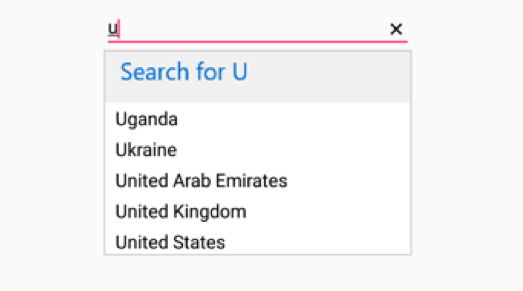 u
Search for U
Uganda
Ukraine
United Arab Emirates
United Kingdom
United States